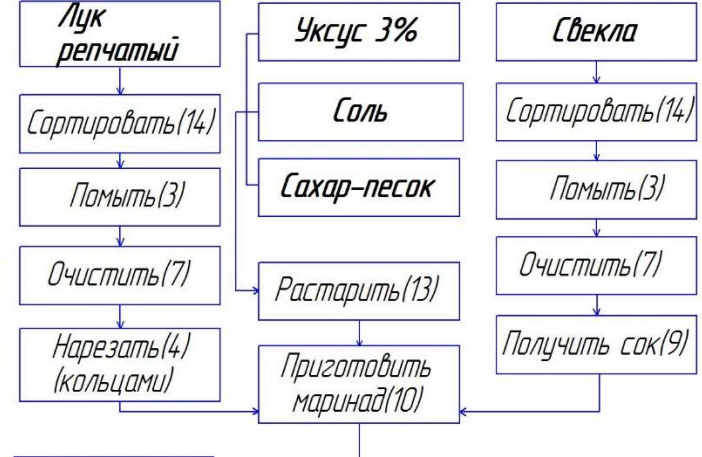 Лук
репчатый
Сортировать(14)
Помыть(3)
Очистить(7)
Нарезать(4)
(кольцами)
Уксус 3%
Соль
Сахар-песок
Растарить(13)
Приготовить
маринад(10)
Свекла
Сортировать(14)
Помыть(3)
Очистить(7)
Получить сок(9)